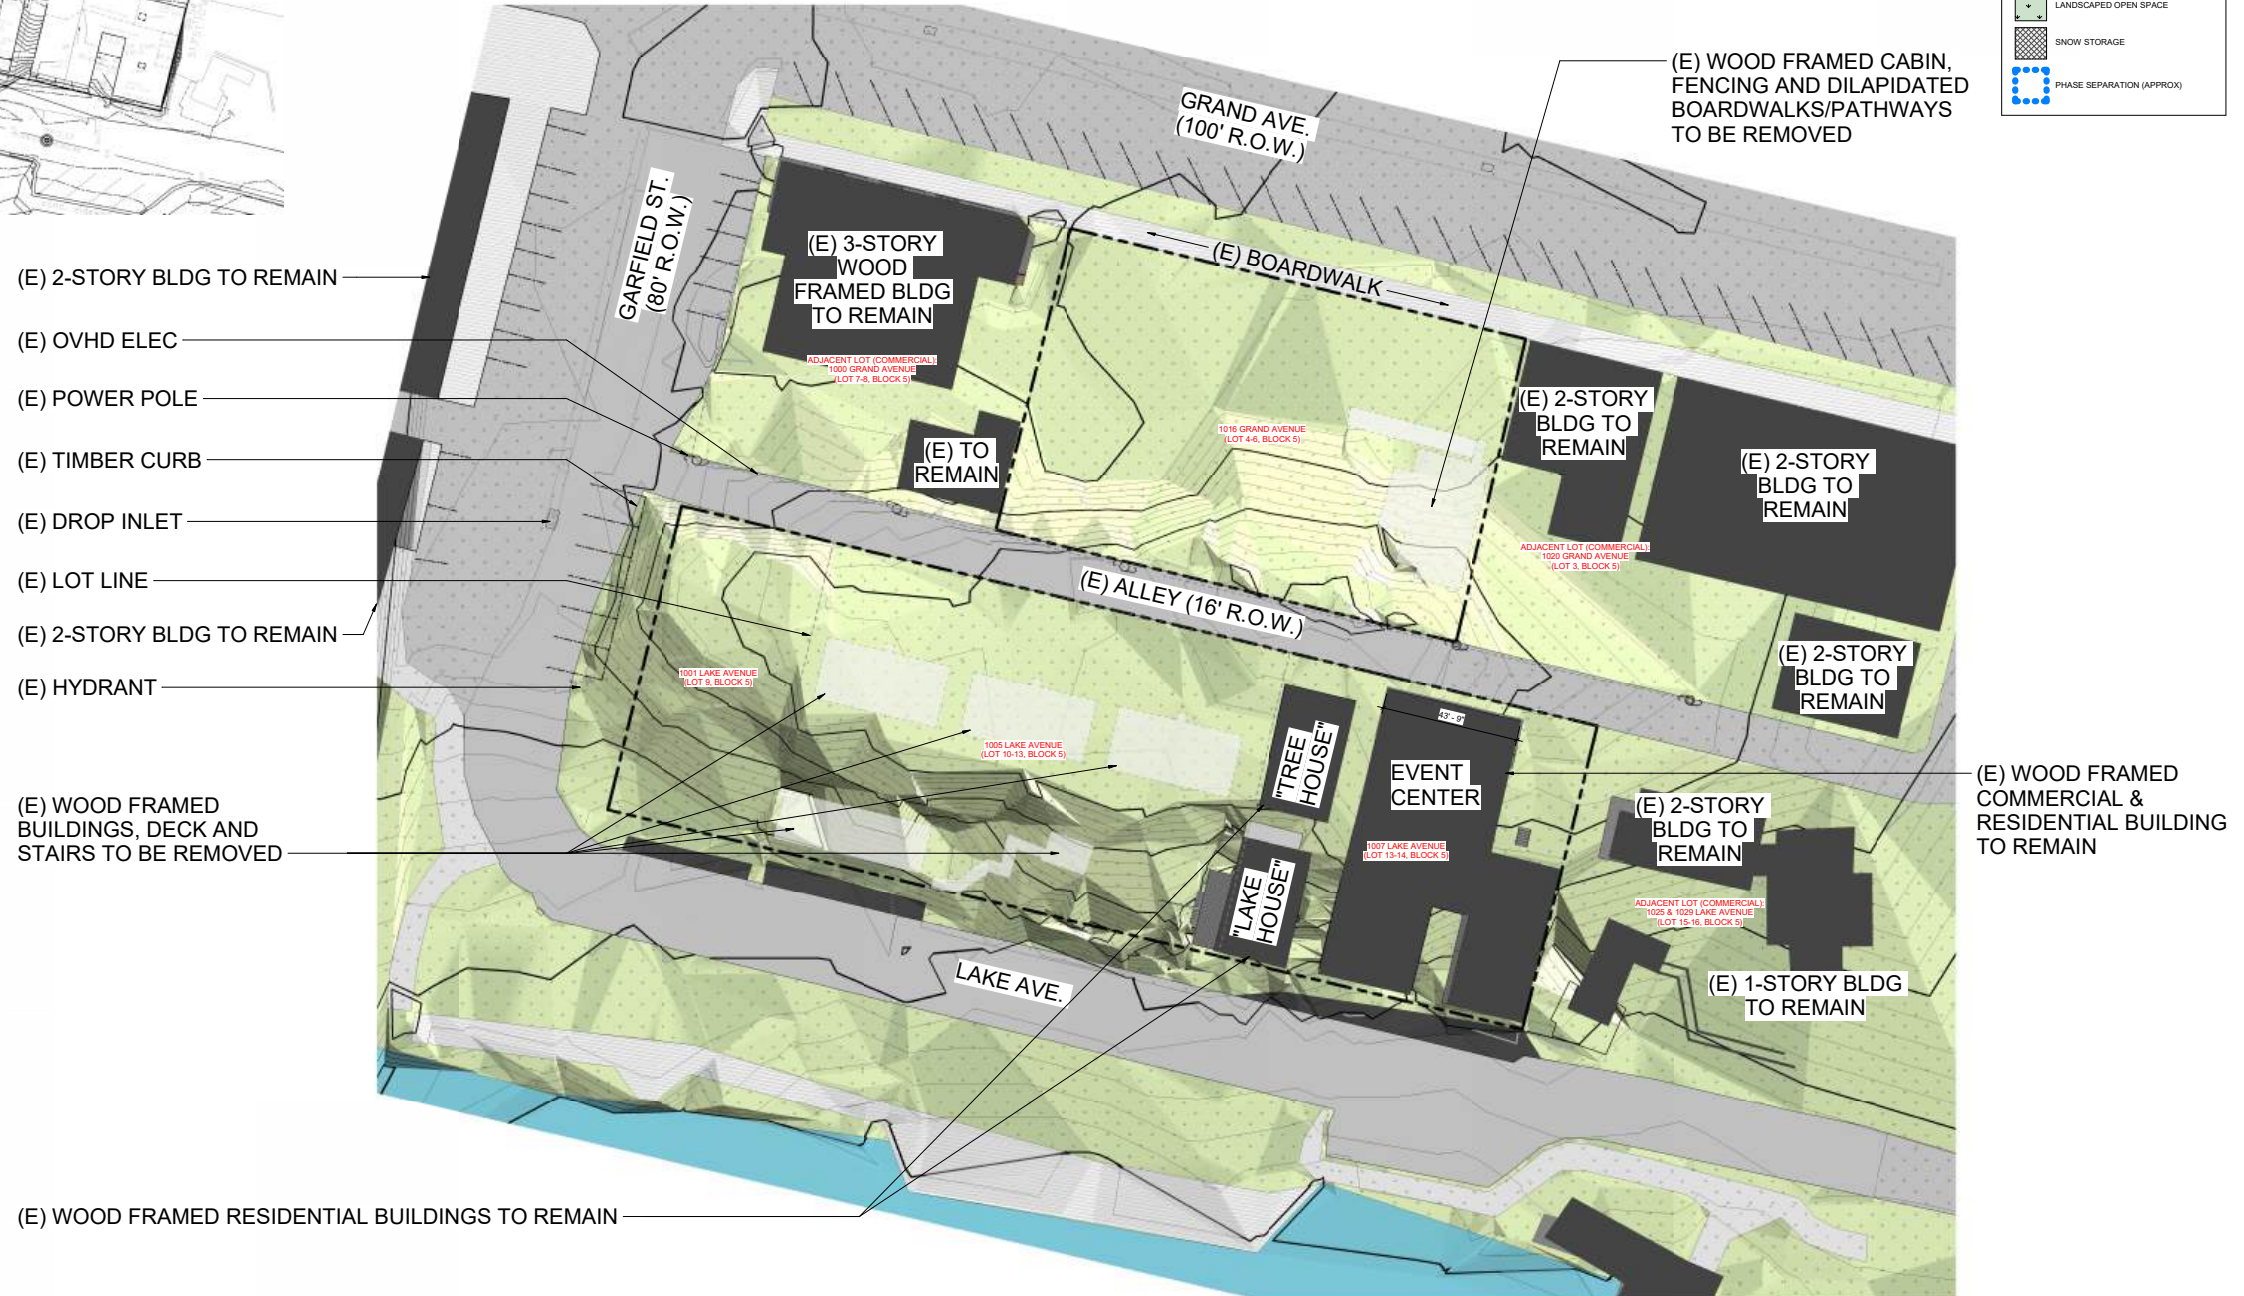 LANDSCAPED OPEN SPACE
SNOW STORAGE
PHASE SEPARATION (APPROX)
(E) WOOD FRAMED CABIN,
FENCING AND DILAPIDATED
BOARDWALKS/PATHWAYS
TO BE REMOVED
GRAND AVE.
(100' R.O.W.)
GARFIELD ST.
(80' R.O.W.)
(E) 3-STORY
WOOD
FRAMED BLDG
TO REMAIN
ADJACENT LOT (COMMERCIAL):
1000 GRAND AVENUE
(LOT 7-8, BLOCK 5)
(E) BOARDWALK
(E) 2-STORY BLDG TO REMAIN
(E) OVHD ELEC
(E) POWER POLE
(E) TIMBER CURB
(E) DROP INLET
(E) LOT LINE
(E) 2-STORY BLDG TO REMAIN
(E) HYDRANT
(E) WOOD FRAMED
BUILDINGS, DECK AND
STAIRS TO BE REMOVED
(E) TO
REMAIN
1016 GRAND AVENUE
(LOT 4-6, BLOCK 5)
(E) 2-STORY
BLDG TO
REMAIN
(E) 2-STORY
BLDG TO
REMAIN
ADJACENT LOT (COMMERCIAL):
1020 GRAND AVENUE
(LOT 3, BLOCK 5)
(E) ALLEY (16' R.O.W.)
(E) 2-STORY
BLDG TO
REMAIN
1001 LAKE AVENUE
(LOT 9, BLOCK 5)
1005 LAKE AVENUE
(LOT 10-13, BLOCK 5)
"TREE
HOUSE"
43' - 9"
EVENT
CENTER
1007 LAKE AVENUE
(LOT 13-14, BLOCK 5)
"LAKE
HOUSE"
(E) WOOD FRAMED
COMMERCIAL &
RESIDENTIAL BUILDING
TO REMAIN
(E) 2-STORY
BLDG TO
REMAIN
ADJACENT LOT (COMMERCIAL):
1025 & 1029 LAKE AVENUE
(LOT 15-16, BLOCK 5)
(E) 1-STORY BLDG
TO REMAIN
LAKE AVE.
(E) WOOD FRAMED RESIDENTIAL BUILDINGS TO REMAIN